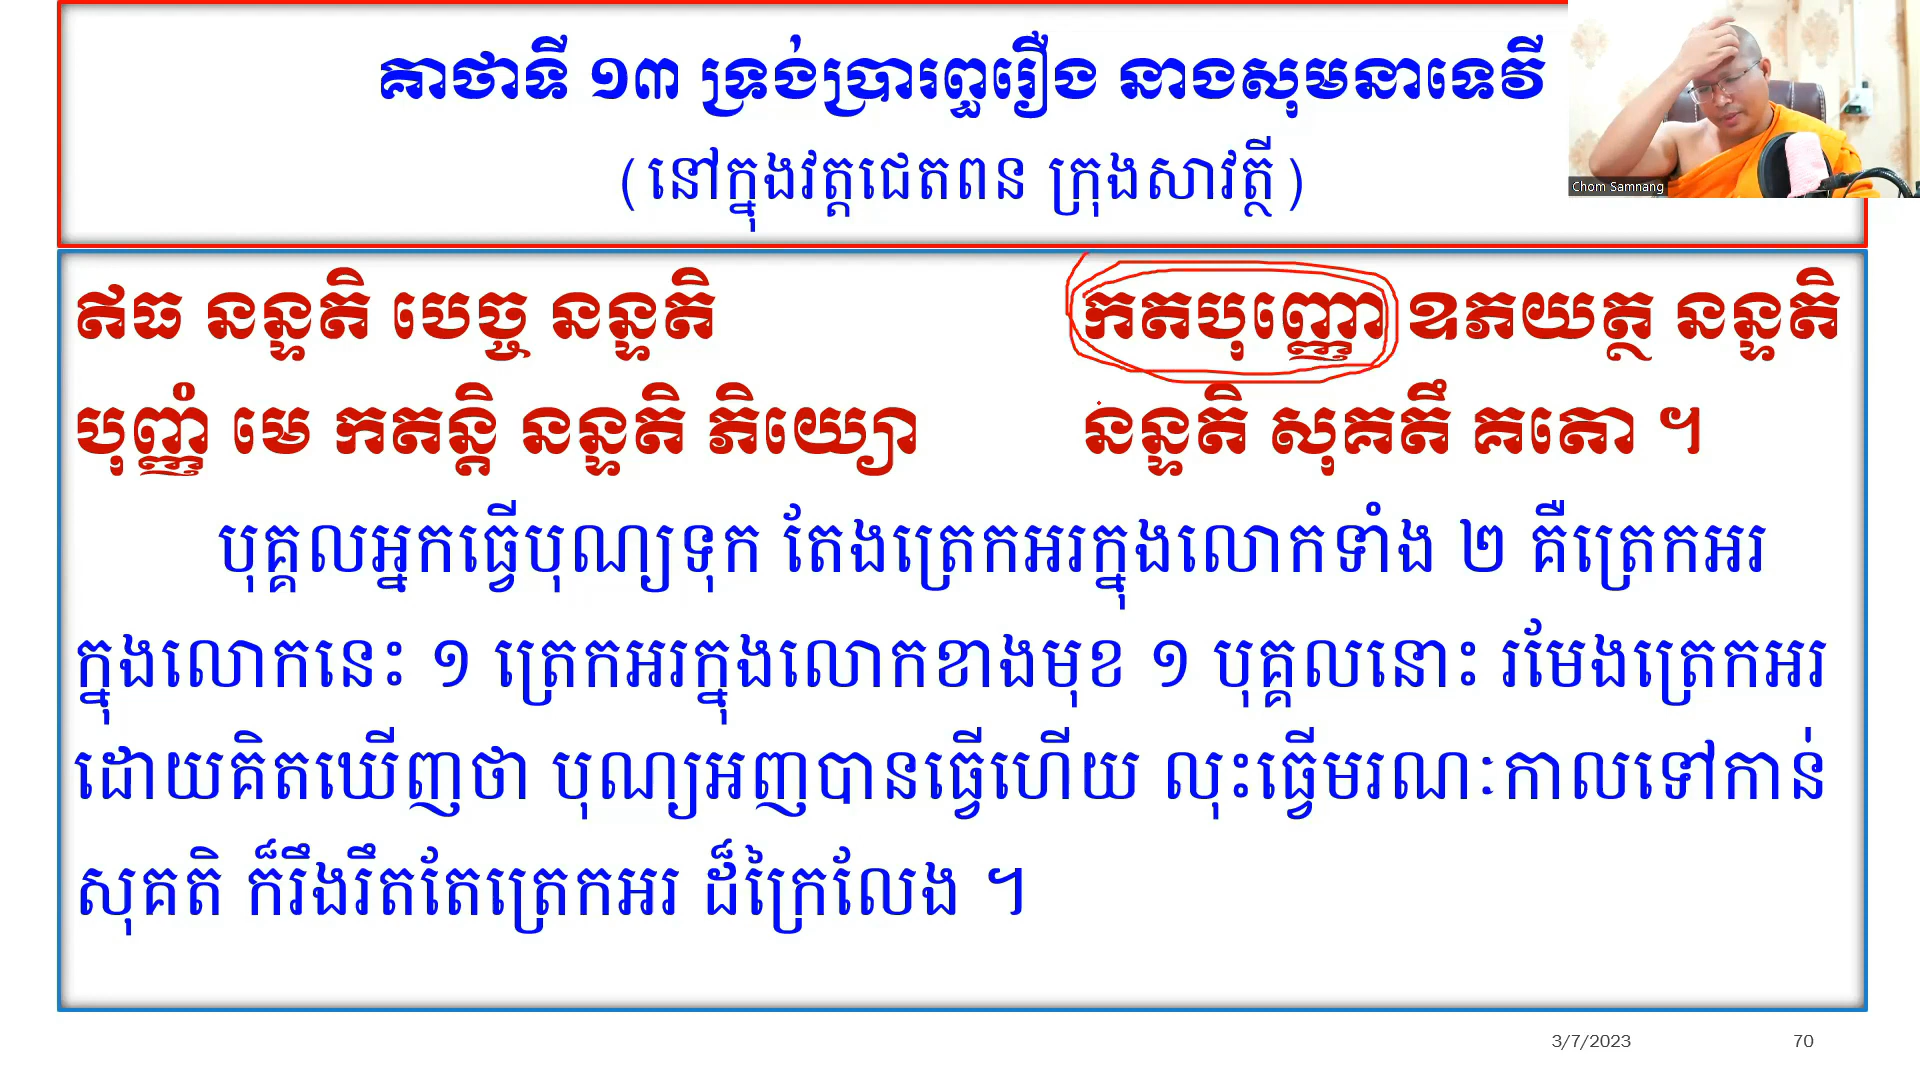 គាថាទី ១៣ ទ្រង់ប្រារព្ធរឿង នាងសុមនាទេវី
( នៅក្នុងវត្តជេតពន ក្រុងសាវត្ថី )
Chom Samnang
ឥធ នន្ទតិ បេច្ច នន្ទតិ កតបុញ្ញោ ឧភយត្ថ នន្ទតិ
បុញ្ញំ មេ កតន្តិ នន្ទតិ ភិយ្យោ នន្ទតិ សុគតឹ គតោ ។
បុគ្គលអ្នកធ្វើបុណ្យទុក តែងត្រេកអរក្នុងលោកទាំង ២ គឺត្រេកអរ
ក្នុងលោកនេះ ១ ត្រេកអរក្នុងលោកខាងមុខ ១ បុគ្គលនោះ រមែងត្រេកអរ
ដោយគិតឃើញថា បុណ្យអញបានធ្វើហើយ លុះធ្វើមរណៈកាលទៅកាន់
សុគតិ ក៏រឹងរឹតតែត្រេកអរ ដ៏ក្រៃលែង ។
3/7/2023
70